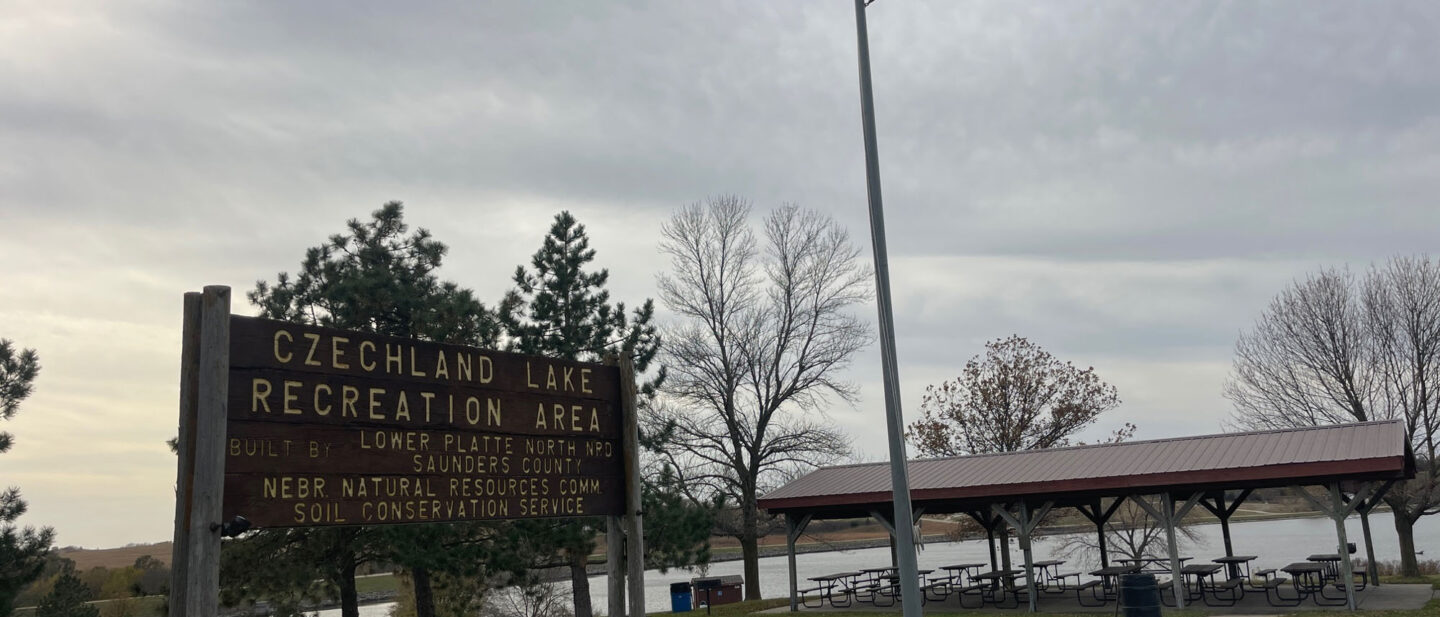 CZECHLAND LAKE
RECREATION AREA
BUILT BY LOWER PLATTE NORTH NRD
SAUNDERS COUNTY
NEBR. NATURAL RESOURCES COMM.
SOIL CONSERVATION SERVICE